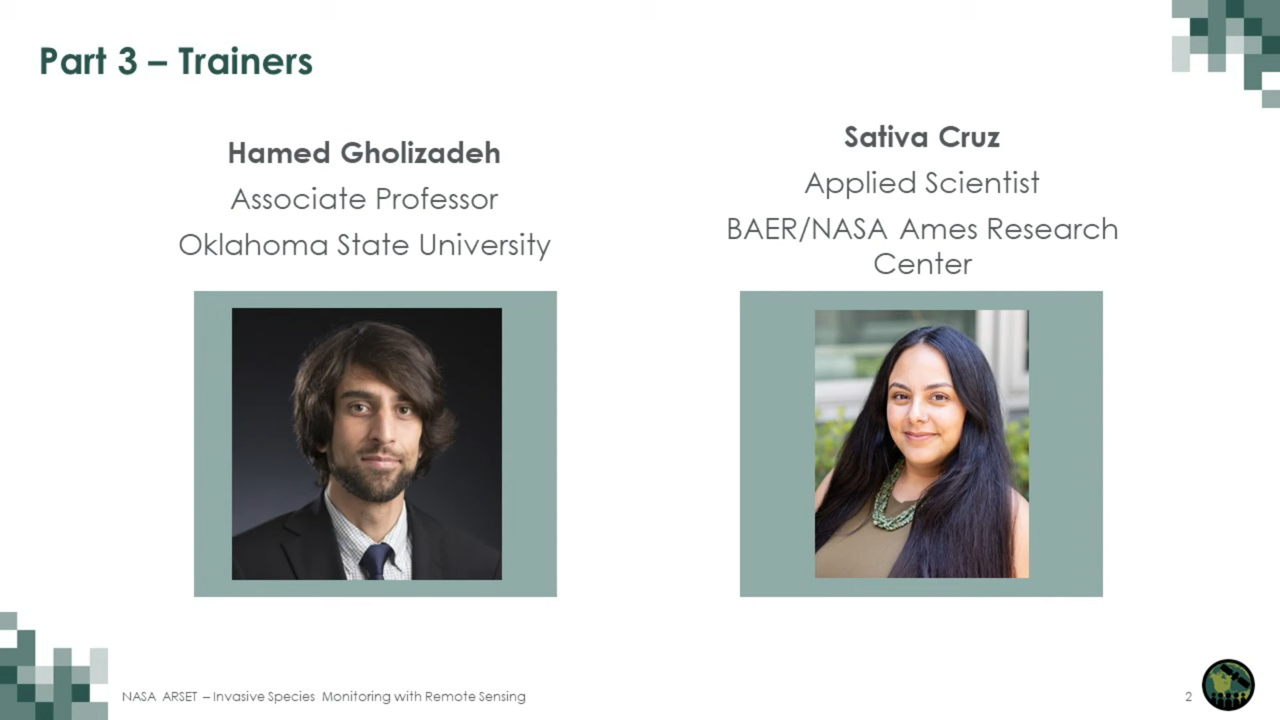 Part 3 – Trainers
Hamed Gholizadeh
Associate Professor
Oklahoma State University
Sativa Cruz
Applied Scientist
BAER/NASA Ames Research
Center
NASA ARSET – Invasive Species Monitoring with Remote Sensing
2